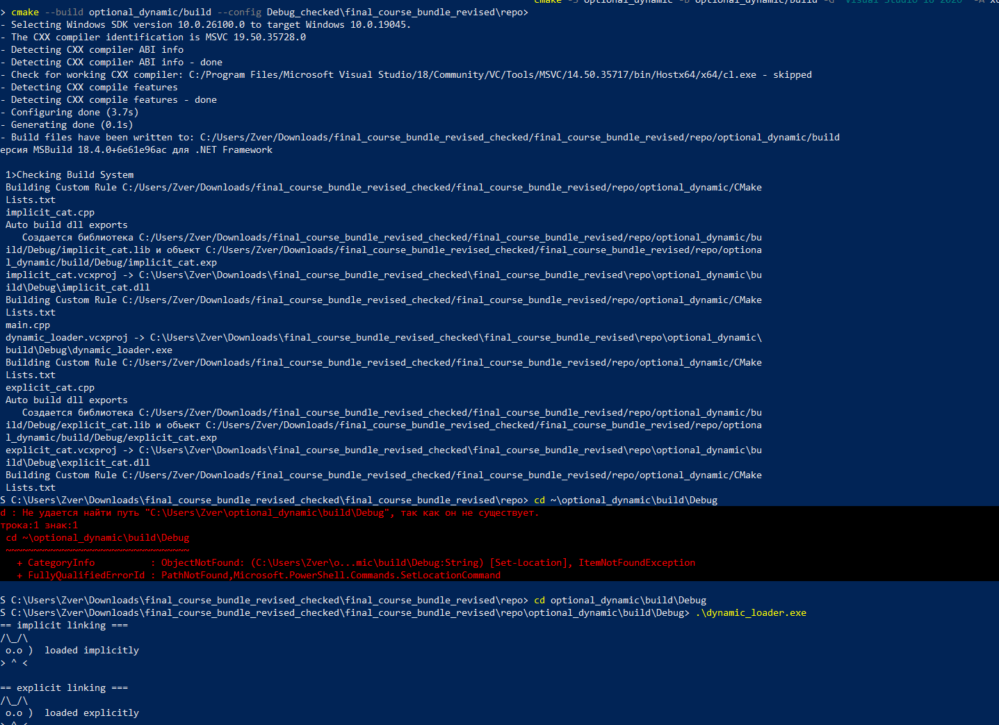 cmake -S optional_dynamic -B optional_dynamic/build -G "Visual Studio 18 2026" -A
> cmake --build optional_dynamic/build --config Debug_checked\final_course_bundle_revised\repo>
- Selecting Windows SDK version 10.0.26100.0 to target Windows 10.0.19045.
- The CXX compiler identification is MSVC 19.50.35728.0
- Detecting CXX compiler ABI info
- Detecting CXX compiler ABI info - done
- Check for working CXX compiler: C:/Program Files/Microsoft Visual Studio/18/Community/VC/Tools/MSVC/14.50.35717/bin/Hostx64/x64/cl.exe - skipped
- Detecting CXX compile features
- Detecting CXX compile features - done
- Configuring done (3.7s)
- Generating done (0.1s)
- Build files have been written to: C:/Users/Zver/Downloads/final_course_bundle_revised_checked/final_course_bundle_revised/repo/optional_dynamic/build
ерсия MSBuild 18.4.0+6e61e96ac для .NET Framework
1>Checking Build System
Building Custom Rule C:/Users/Zver/Downloads/final_course_bundle_revised_checked/final_course_bundle_revised/repo/optional_dynamic/CMake
Lists.txt
implicit_cat.cpp
Auto build dll exports
Создается библиотека C:/Users/Zver/Downloads/final_course_bundle_revised_checked/final_course_bundle_revised/repo/optional_dynamic/bu
ild/Debug/implicit_cat.lib и объект C:/Users/Zver/Downloads/final_course_bundle_revised_checked/final_course_bundle_revised/repo/optiona
l_dynamic/build/Debug/implicit_cat.exp
implicit_cat.vcxproj -> C:\Users\Zver\Downloads\final_course_bundle_revised_checked\final_course_bundle_revised\repo\optional_dynamic\bu
ild\Debug\implicit_cat.dll
Building Custom Rule C:/Users/Zver/Downloads/final_course_bundle_revised_checked/final_course_bundle_revised/repo/optional_dynamic/CMake
Lists.txt
main.cpp
dynamic_loader.vcxproj -> C:\Users\Zver\Downloads\final_course_bundle_revised_checked\final_course_bundle_revised\repo\optional_dynamic\
build\Debug\dynamic_loader.exe
Building Custom Rule C:/Users/Zver/Downloads/final_course_bundle_revised_checked/final_course_bundle_revised/repo/optional_dynamic/CMake
Lists.txt
explicit_cat.cpp
Auto build dll exports
Создается библиотека C:/Users/Zver/Downloads/final_course_bundle_revised_checked/final_course_bundle_revised/repo/optional_dynamic/bu
ild/Debug/explicit_cat.lib и объект C:/Users/Zver/Downloads/final_course_bundle_revised_checked/final_course_bundle_revised/repo/optiona
l_dynamic/build/Debug/explicit_cat.exp
explicit_cat.vcxproj -> C:\Users\Zver\Downloads\final_course_bundle_revised_checked\final_course_bundle_revised\repo\optional_dynamic\bu
ild\Debug\explicit_cat.dll
Building Custom Rule C:/Users/Zver/Downloads/final_course_bundle_revised_checked/final_course_bundle_revised/repo/optional_dynamic/CMake
Lists.txt
S C:\Users\Zver\Downloads\final_course_bundle_revised_checked\final_course_bundle_revised\repo> cd ~\optional_dynamic\build\Debug
d : Не удается найти путь "C:\Users\Zver\optional_dynamic\build\Debug", так как он не существует.
трока:1 знак:1
cd ~\optional_dynamic\build\Debug
~~~~~~~~~~~~~~~~~~~~~~~~~~~~~~~~~
+ CategoryInfo          : ObjectNotFound: (C:\Users\Zver\o...mic\build\Debug:String) [Set-Location], ItemNotFoundException
+ FullyQualifiedErrorId : PathNotFound,Microsoft.PowerShell.Commands.SetLocationCommand
S C:\Users\Zver\Downloads\final_course_bundle_revised_checked\final_course_bundle_revised\repo> cd optional_dynamic\build\Debug
S C:\Users\Zver\Downloads\final_course_bundle_revised_checked\final_course_bundle_revised\repo\optional_dynamic\build\Debug> .\dynamic_loader.exe
== implicit linking ===
/\_/\
o.o )  loaded implicitly
> ^ <
== explicit linking ===
/\_/\
o.o )  loaded explicitly
> ^ <